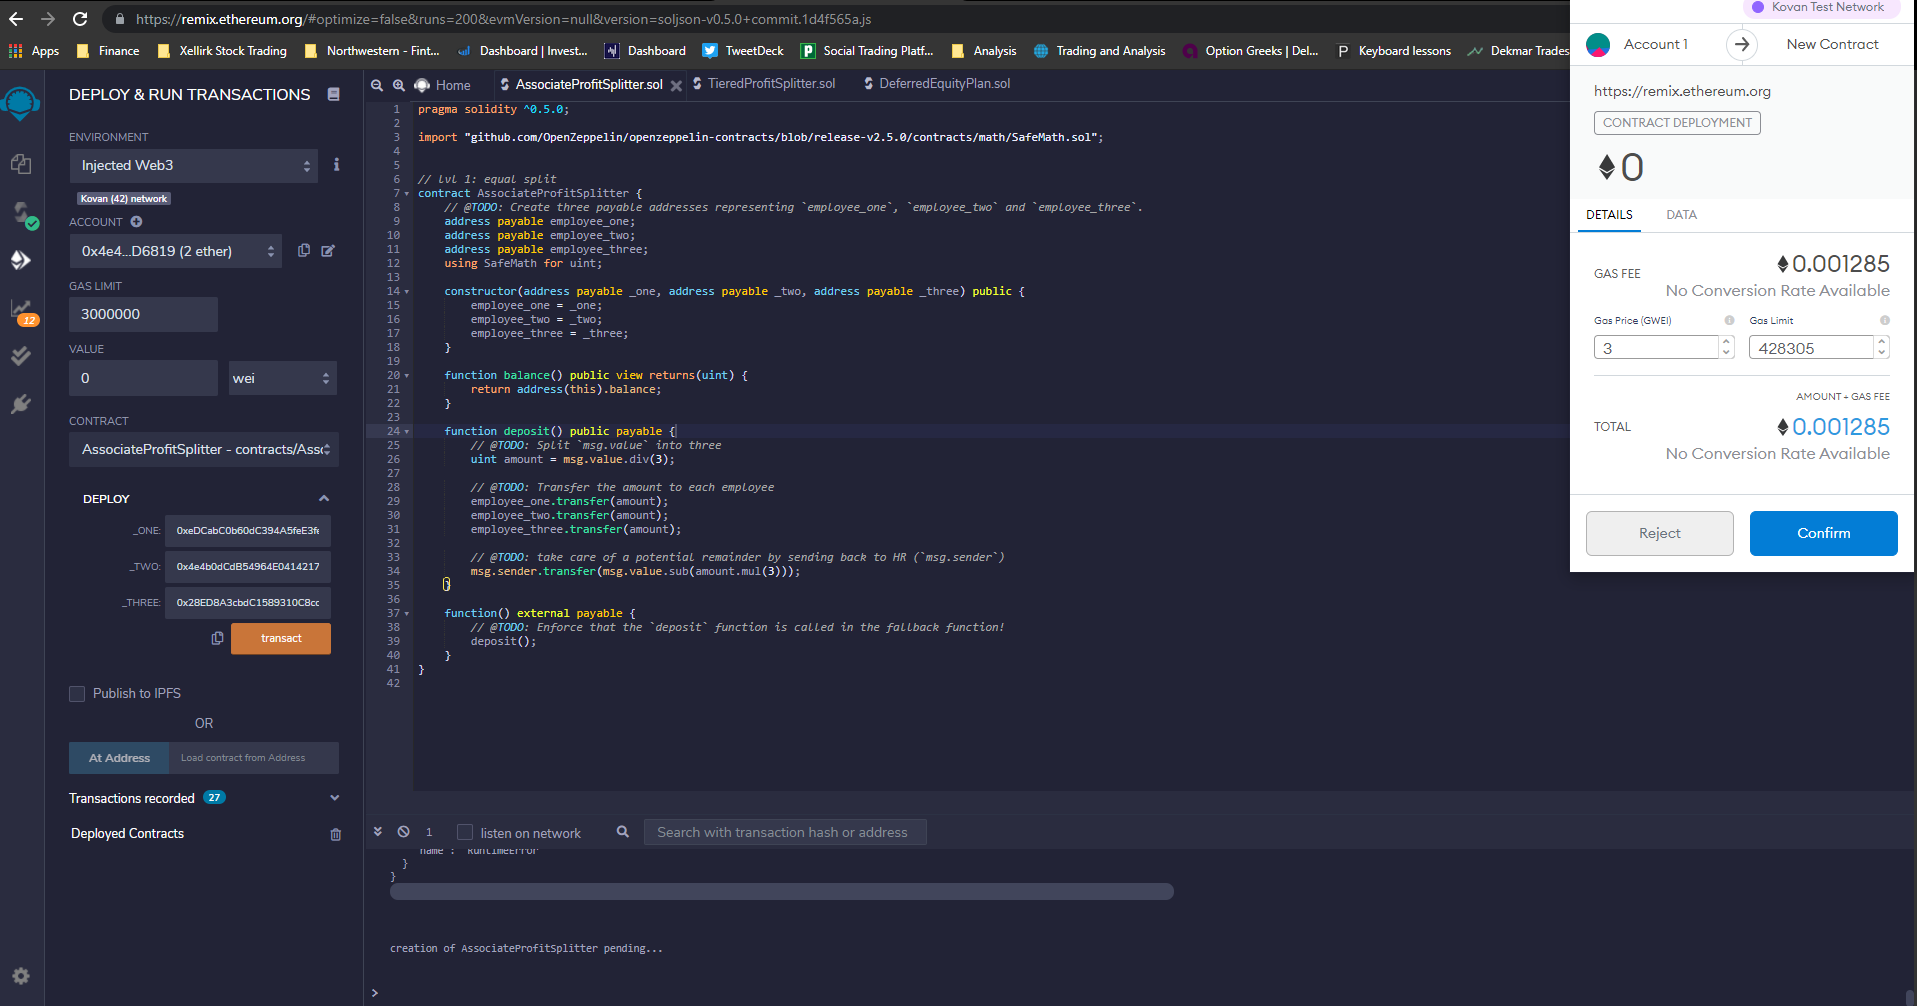 https://remix.ethereum.org/#optimize=false&runs=200&evmVersion=null&version=soljson-v0.5.0+commit.1d4f565a.js
Apps Finance Xellirk Stock Trading Northwestern - Fint... Dashboard | Invest... Dashboard TweetDeck Social Trading Platf... Analysis Trading and Analysis Option Greeks | Del... Keyboard lessons Dekmar Trades
DEPLOY & RUN TRANSACTIONS
ENVIRONMENT
Injected Web3
Kovan (42) network
ACCOUNT
0x4e4...D6819 (2 ether)
GAS LIMIT
3000000
VALUE
0 wei
CONTRACT
AssociateProfitSplitter - contracts/Asso
DEPLOY
_ONE: 0xeDCabC0b60dC394A5feE3fe
_TWO: 0x4e4b0dCdB54964E0414217
_THREE: 0x28ED8A3cbdC1589310C8cc
transact
Publish to IPFS
OR
At Address Load contract from Address
Transactions recorded 27
Deployed Contracts
12
Home AssociateProfitSplitter.sol TieredProfitSplitter.sol DeferredEquityPlan.sol
1 pragma solidity ^0.5.0;
2
3 import "github.com/OpenZeppelin/openzeppelin-contracts/blob/release-v2.5.0/contracts/math/SafeMath.sol";
4
5
6 // lvl 1: equal split
7 contract AssociateProfitSplitter {
8 // @TODO: Create three payable addresses representing `employee_one`, `employee_two` and `employee_three`.
9 address payable employee_one;
10 address payable employee_two;
11 address payable employee_three;
12 using SafeMath for uint;
13
14 constructor(address payable _one, address payable _two, address payable _three) public {
15 employee_one = _one;
16 employee_two = _two;
17 employee_three = _three;
18 }
19
20 function balance() public view returns(uint) {
21 return address(this).balance;
22 }
23
24 function deposit() public payable {
25 // @TODO: Split `msg.value` into three
26 uint amount = msg.value.div(3);
27
28 // @TODO: Transfer the amount to each employee
29 employee_one.transfer(amount);
30 employee_two.transfer(amount);
31 employee_three.transfer(amount);
32
33 // @TODO: take care of a potential remainder by sending back to HR (`msg.sender`)
34 msg.sender.transfer(msg.value.sub(amount.mul(3)));
35 }
36
37 function() external payable {
38 // @TODO: Enforce that the `deposit` function is called in the fallback function!
39 deposit();
40 }
41 }
42
1 listen on network Search with transaction hash or address
"name": "RuntimeError"
}
}
creation of AssociateProfitSplitter pending...
>
Kovan Test Network
Account 1 New Contract
https://remix.ethereum.org
CONTRACT DEPLOYMENT
0
DETAILS DATA
GAS FEE 0.001285
No Conversion Rate Available
Gas Price (GWEI) Gas Limit
3 428305
AMOUNT + GAS FEE
TOTAL 0.001285
No Conversion Rate Available
Reject Confirm